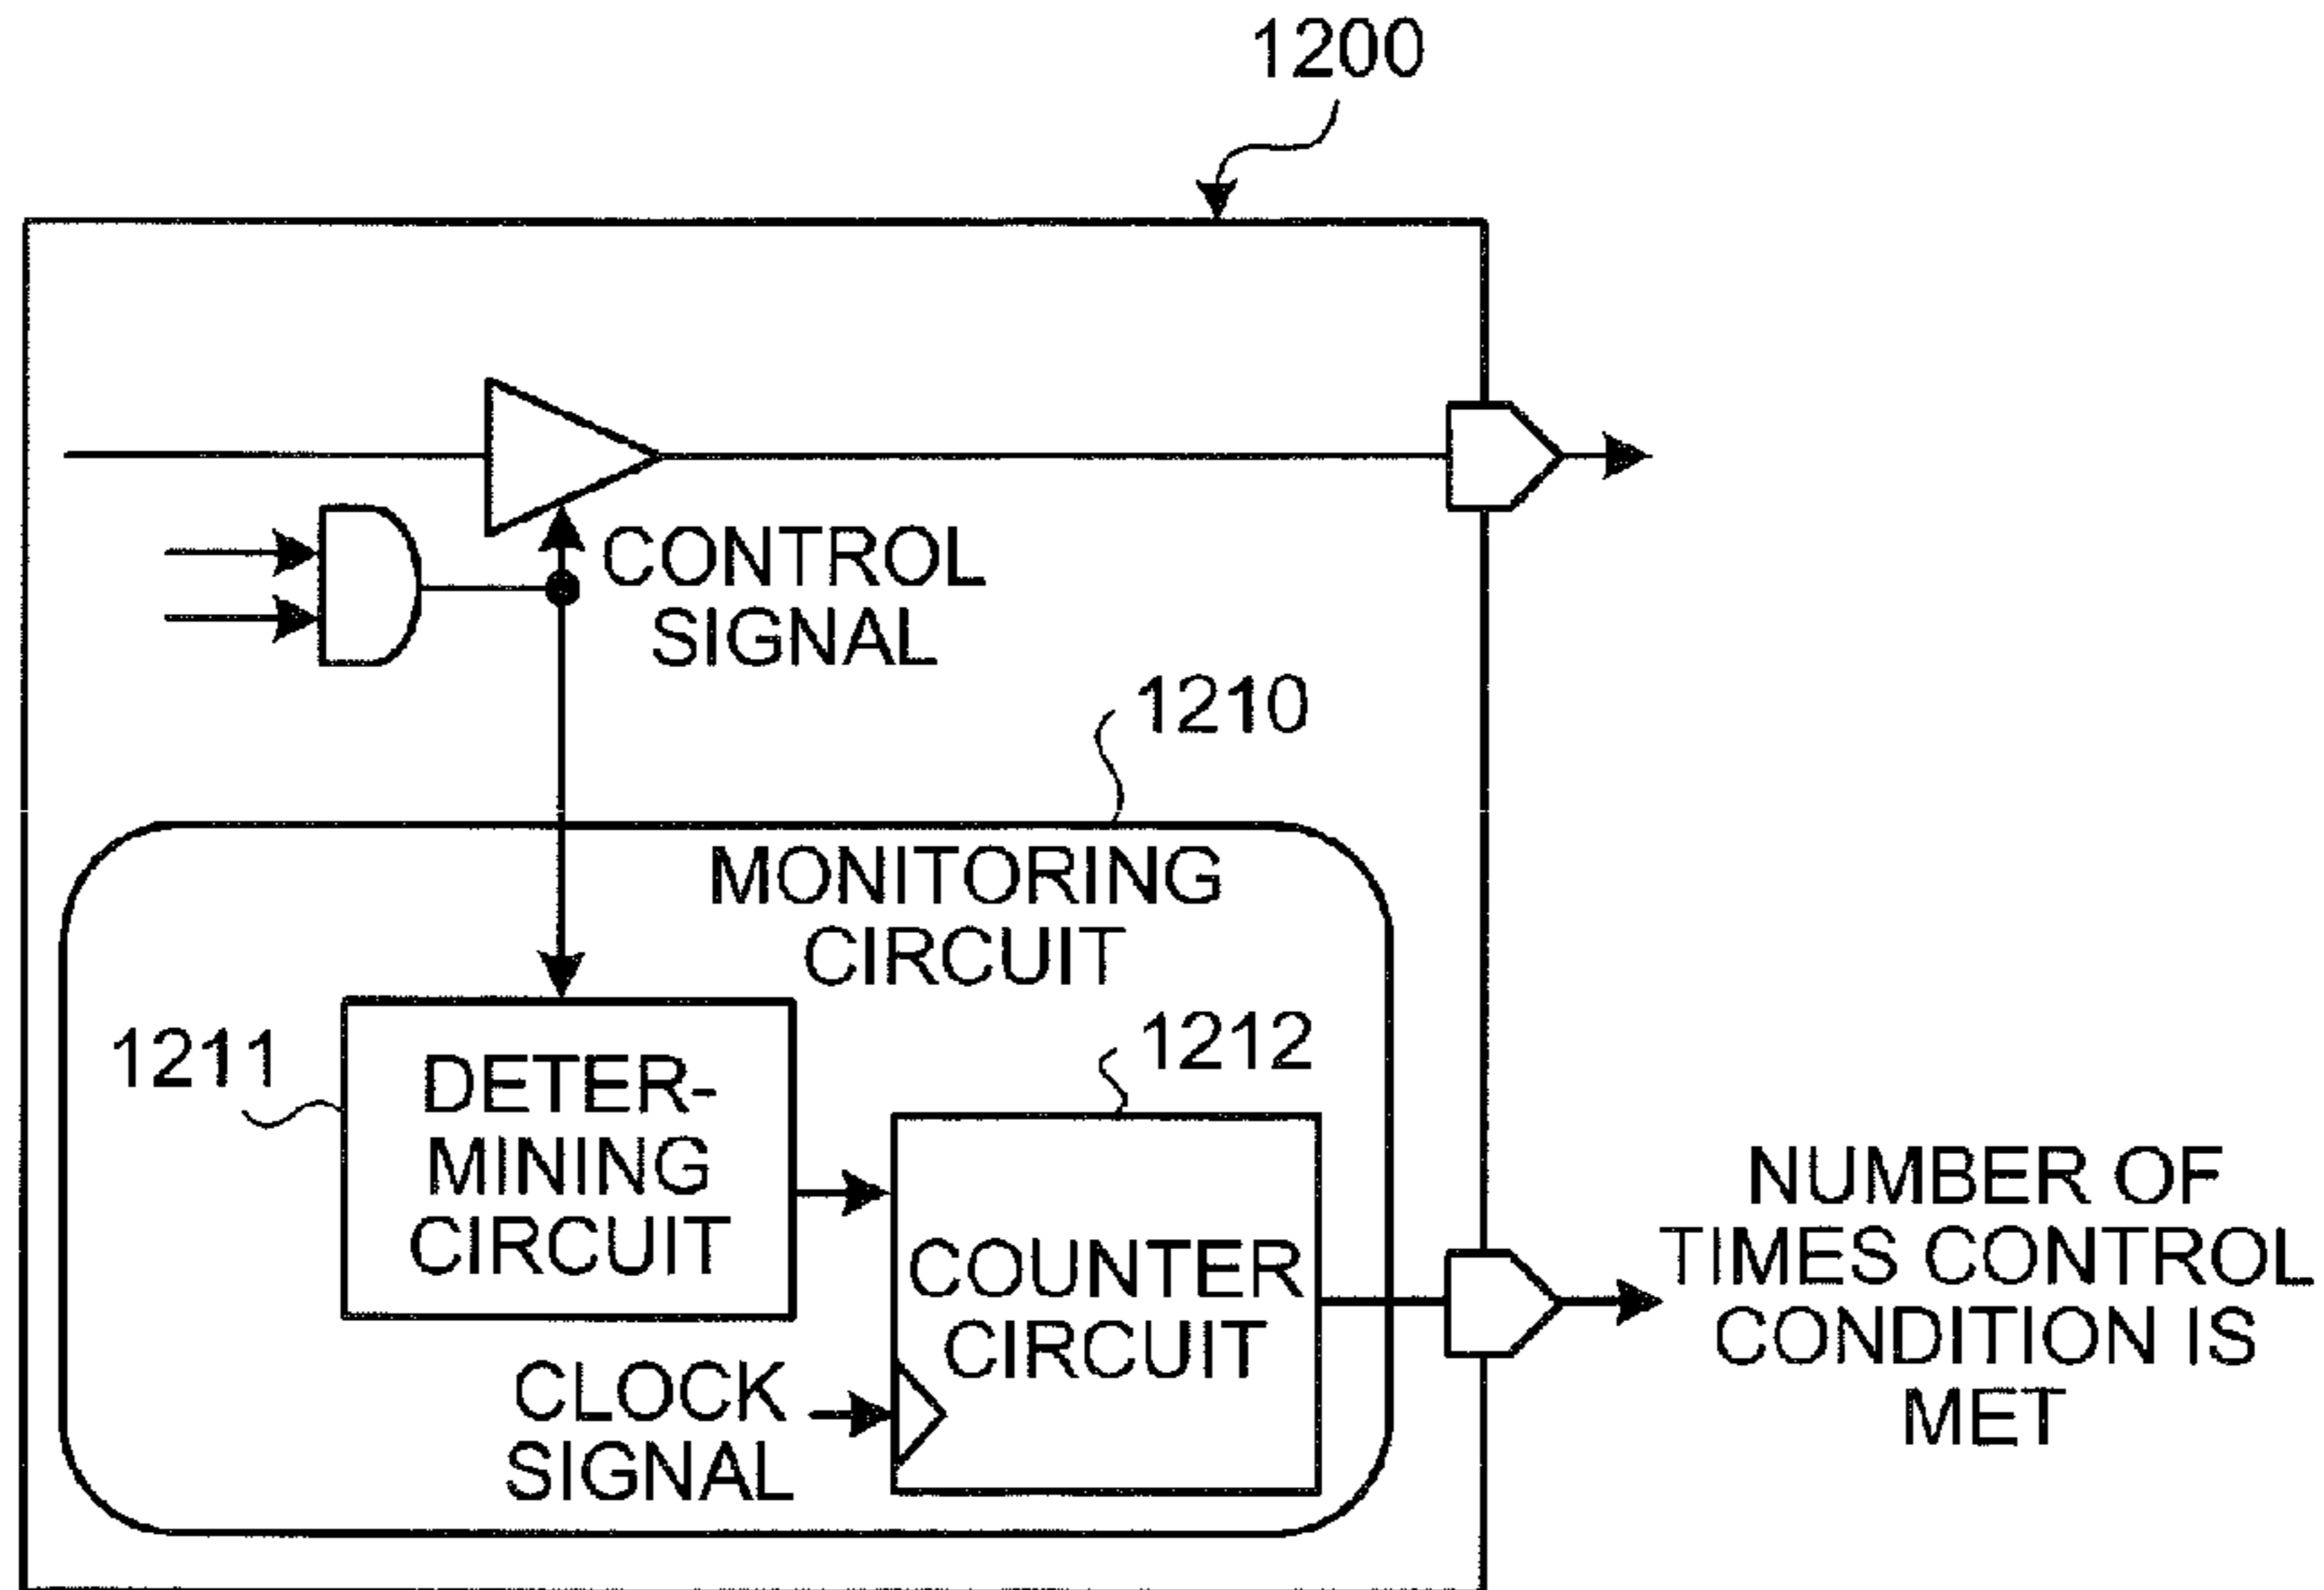 1200
CONTROL
SIGNAL
1210
MONITORING
CIRCUIT
1211
DETER-
MINING
CIRCUIT
1212
COUNTER
CIRCUIT
CLOCK
SIGNAL
NUMBER OF
TIMES CONTROL
CONDITION IS
MET